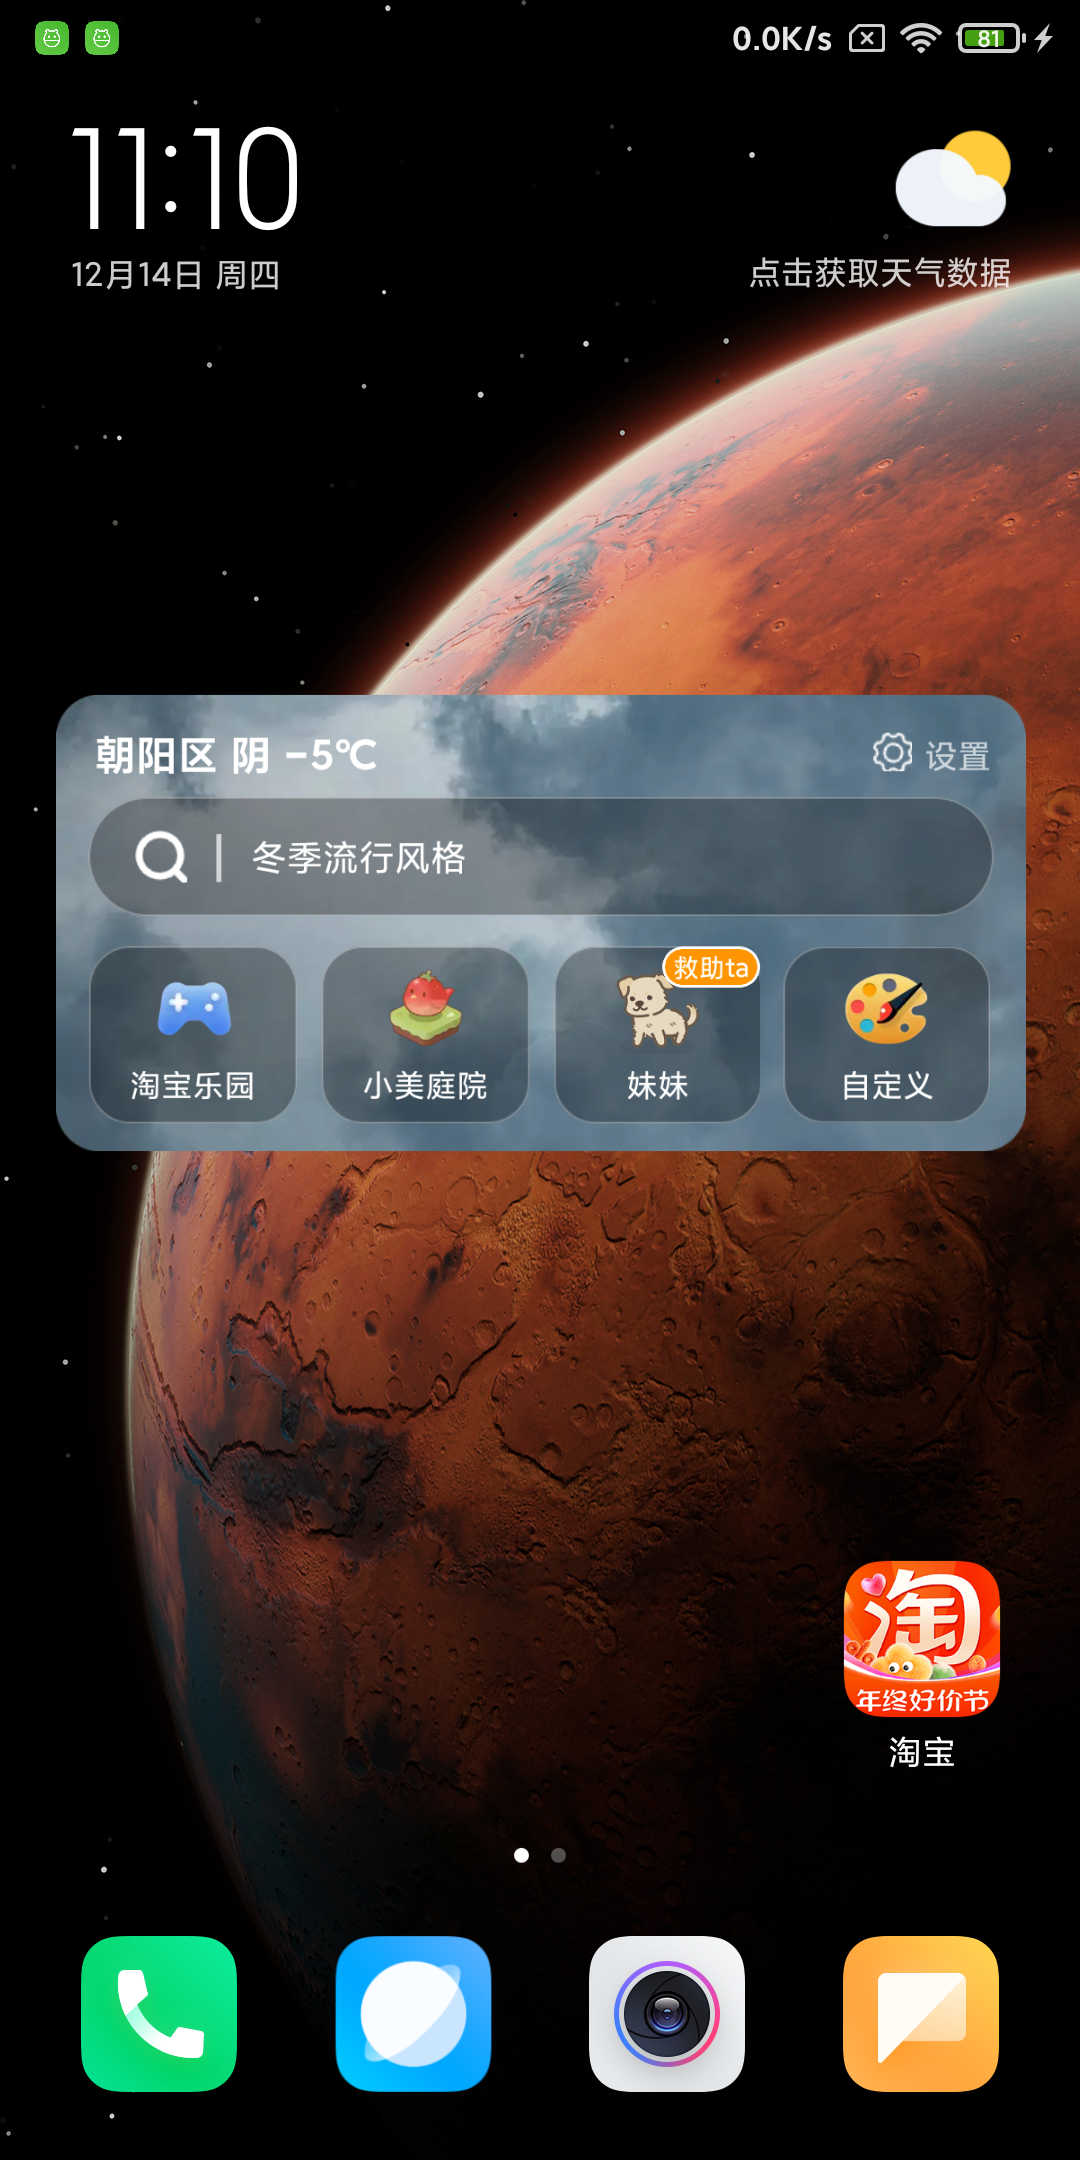 0.0K/s 81
11:10
12月14日 周四
点击获取天气数据
朝阳区 阴 -5℃
设置
冬季流行风格
救助ta
淘宝乐园
小美庭院
妹妹
自定义
淘
年终好价节
淘宝